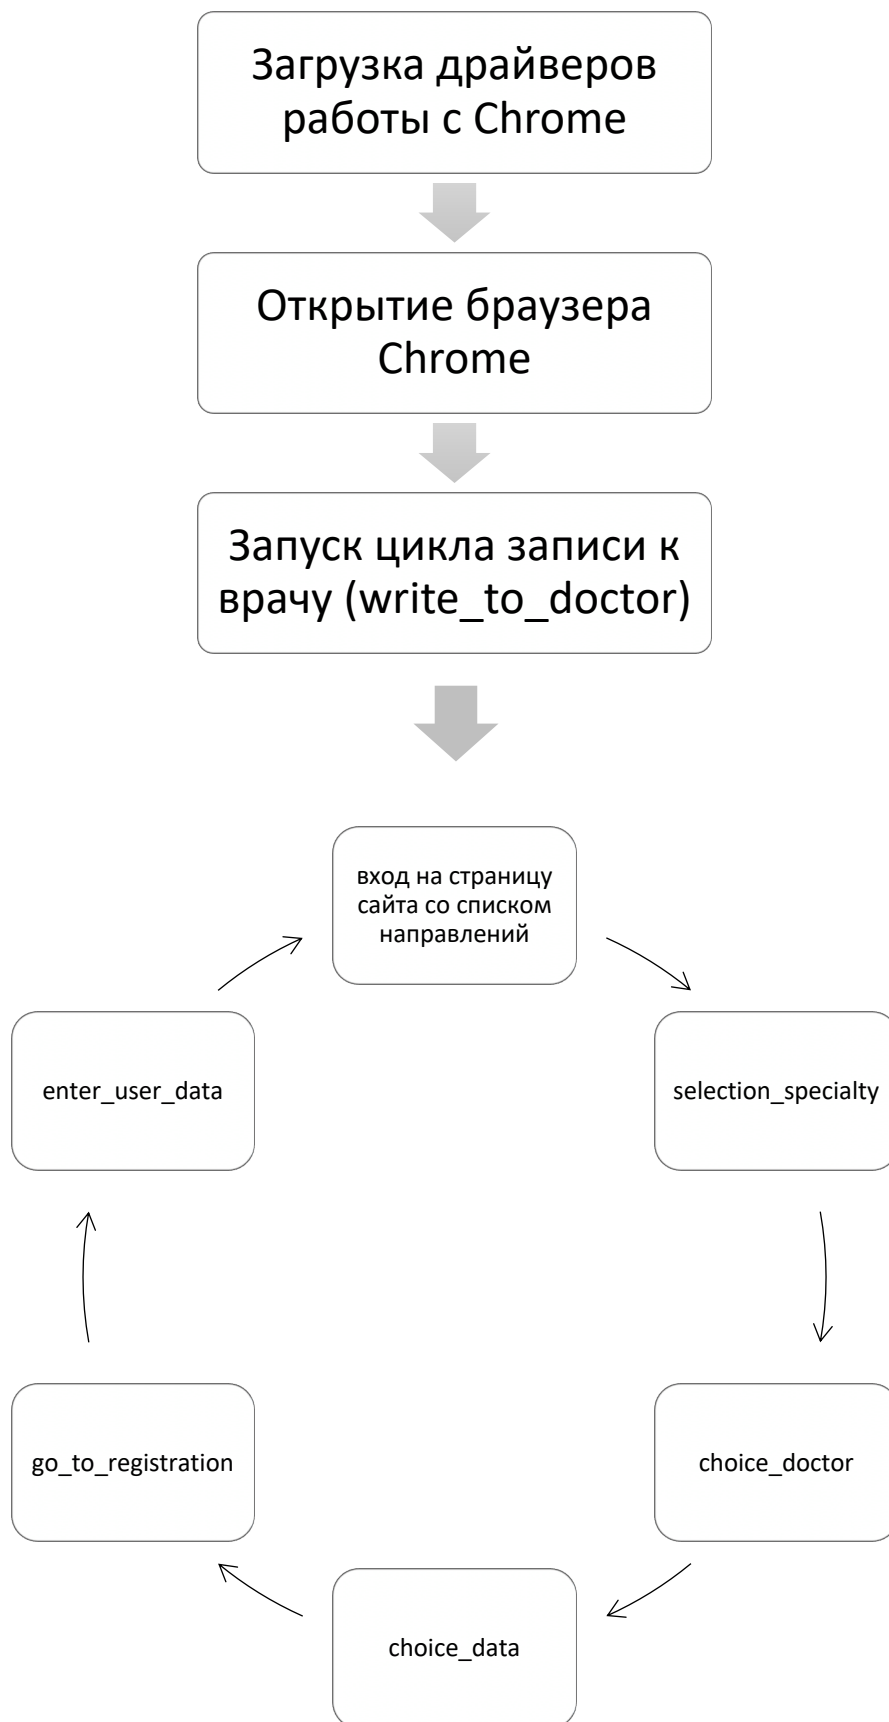 Загрузка драйверов
работы с Chrome
Открытие браузера
Chrome
Запуск цикла записи к
врачу (write_to_doctor)
вход на страницу
сайта со списком
направлений
enter_user_data
selection_specialty
go_to_registration
choice_doctor
choice_data